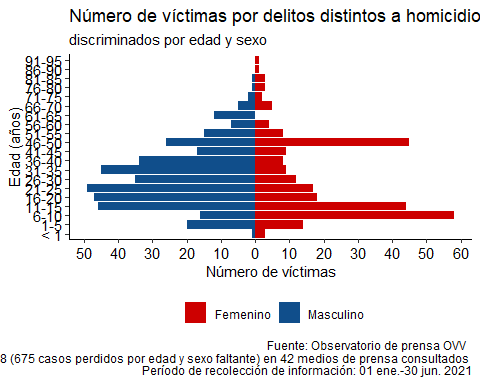 Número de víctimas por delitos distintos a homicidio
discriminados por edad y sexo
Edad (años)
91-95
86-90
81-85
76-80
71-75
66-70
61-65
56-60
51-55
46-50
41-45
36-40
31-35
26-30
21-25
16-20
11-15
6-10
1-5
< 1
50 40 30 20 10 0 10 20 30 40 50 60
Número de víctimas
Femenino Masculino
Fuente: Observatorio de prensa OVV
8 (675 casos perdidos por edad y sexo faltante) en 42 medios de prensa consultados
Período de recolección de información: 01 ene.-30 jun. 2021